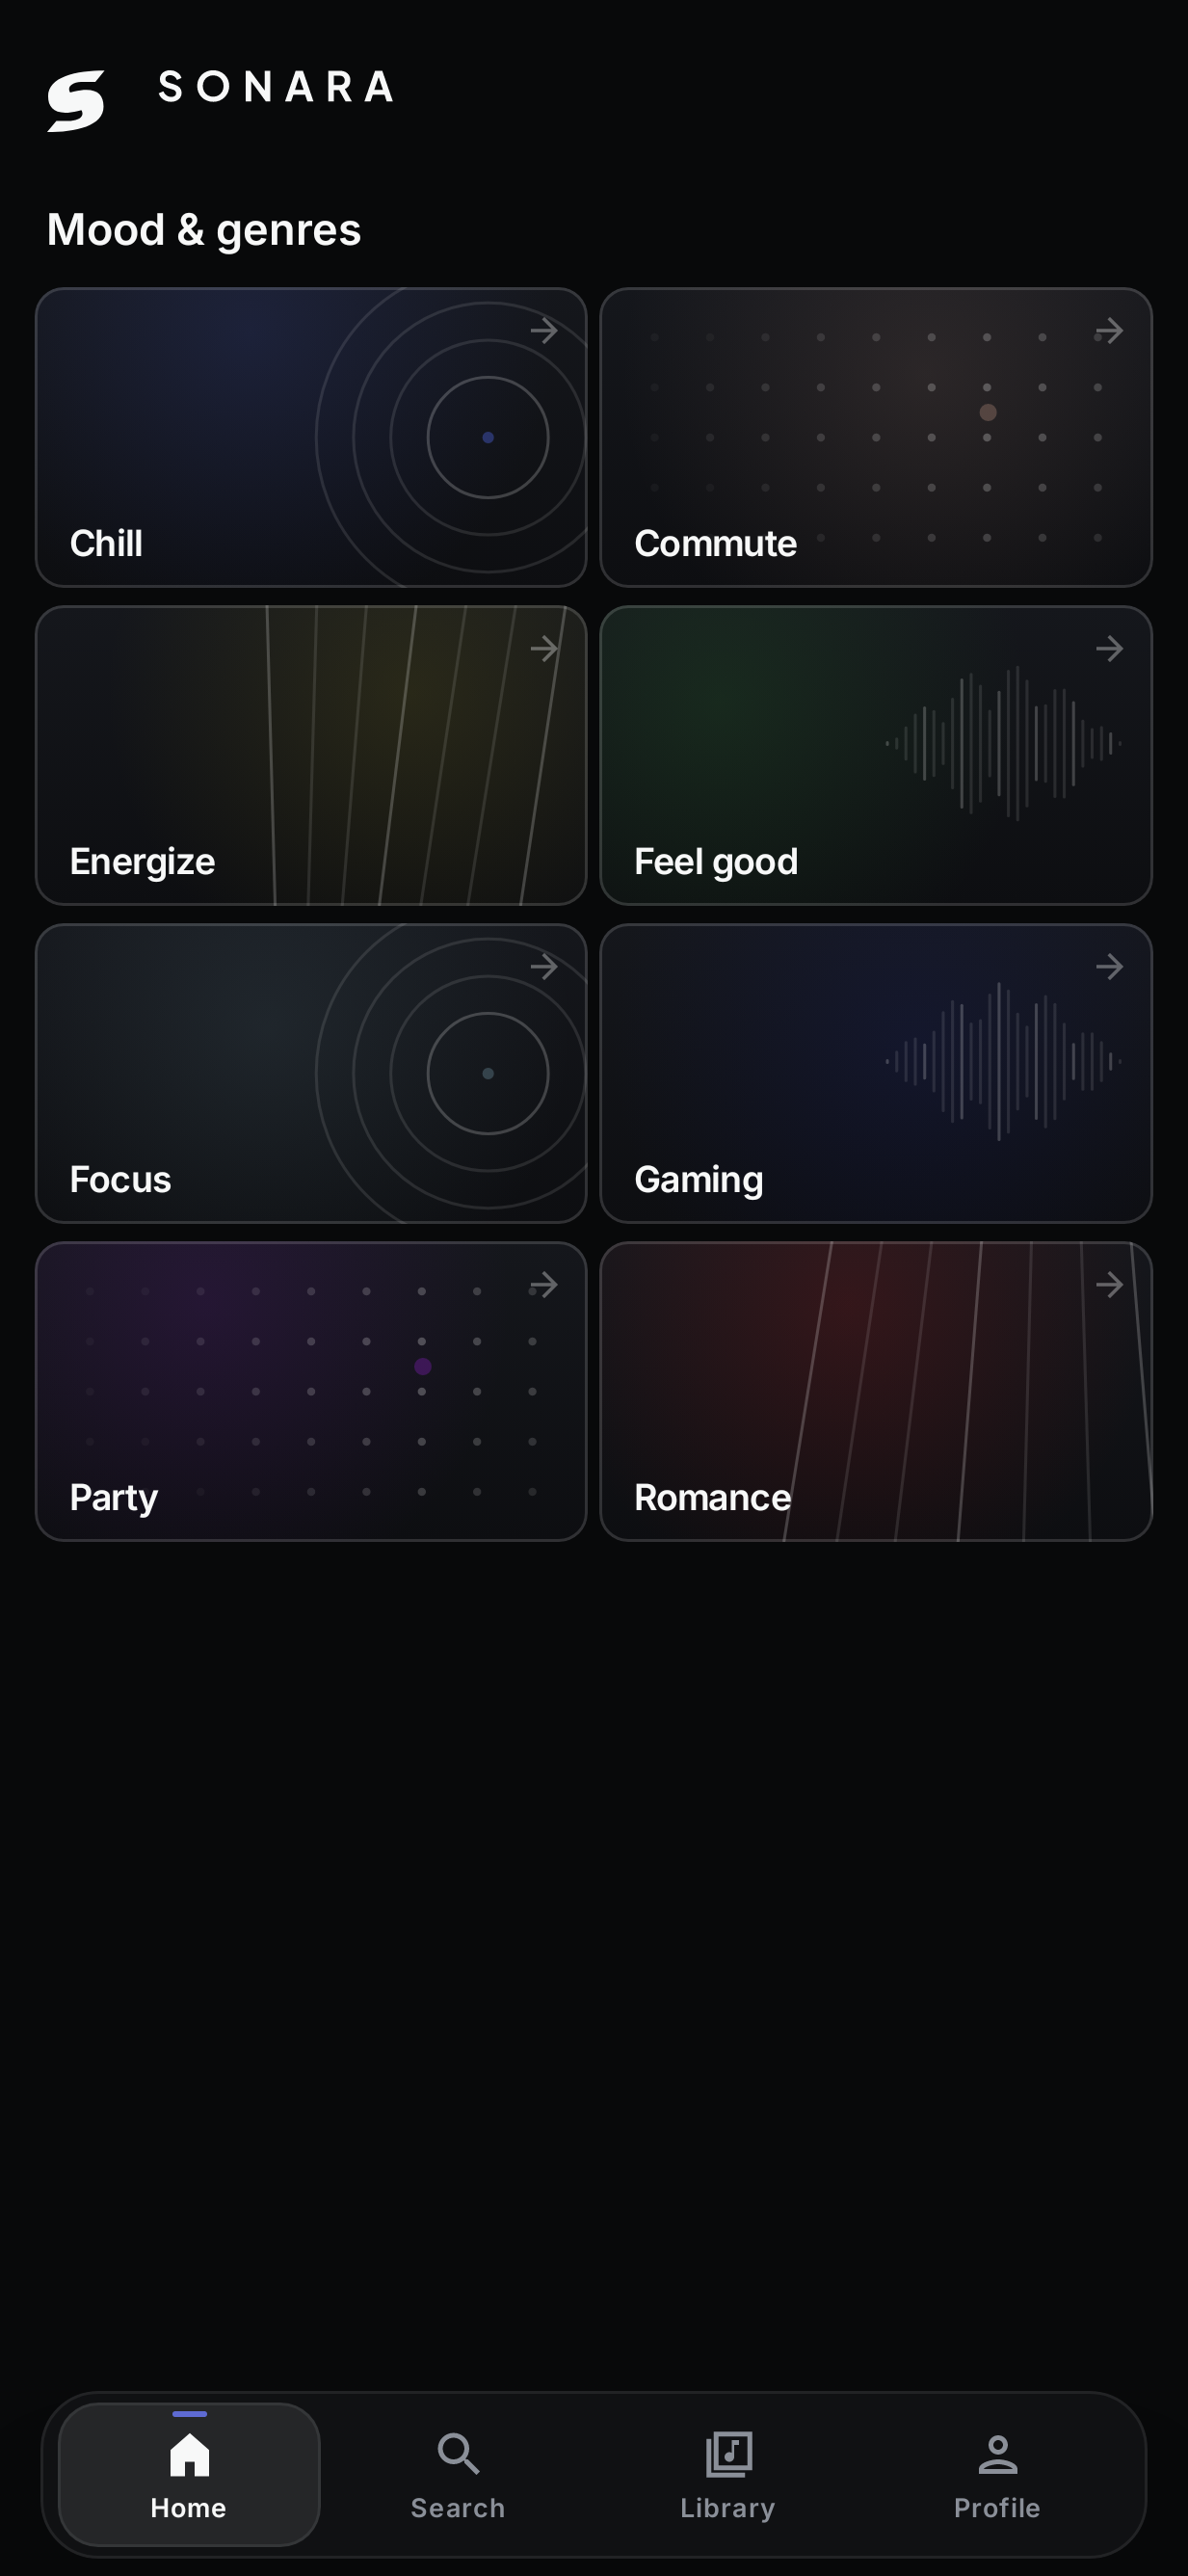 SONARA
Mood & genres
Chill
Commute
Energize
Feel good
Focus
Gaming
Party
Romance
Home
Search
Library
Profile